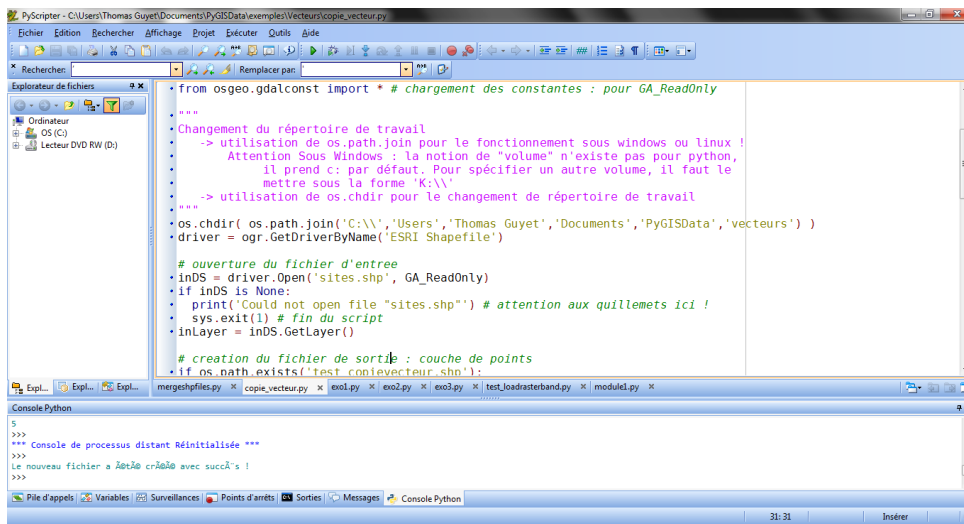 PyScripter - C:\Users\Thomas Guyet\Documents\PyGISData\exemples\Vecteurs\copie_vecteur.py
Fichier Edition Rechercher Affichage Projet Exécuter Outils Aide
Rechercher: Remplacer par:
Explorateur de fichiers
Ordinateur
OS (C:)
Lecteur DVD RW (D:)
from osgeo.gdalconst import * # chargement des constantes : pour GA_ReadOnly
"""
Changement du répertoire de travail
-> utilisation de os.path.join pour le fonctionnement sous windows ou linux !
Attention Sous Windows : la notion de "volume" n'existe pas pour python,
il prend c: par défaut. Pour spécifier un autre volume, il faut le
mettre sous la forme 'K:\\'
-> utilisation de os.chdir pour le changement de répertoire de travail
"""
os.chdir( os.path.join('C:\\','Users','Thomas Guyet','Documents','PyGISData','vecteurs') )
driver = ogr.GetDriverByName('ESRI Shapefile')
# ouverture du fichier d'entree
inDS = driver.Open('sites.shp', GA_ReadOnly)
if inDS is None:
print('Could not open file "sites.shp"') # attention aux quillemets ici !
sys.exit(1) # fin du script
inLayer = inDS.GetLayer()
# creation du fichier de sortie : couche de points
if os.path.exists('test_copievecteur.shp'):
Expl... Expl... Expl...
mergeshpfiles.py × copie_vecteur.py × exo1.py × exo2.py × exo3.py × test_loadrasterband.py × module1.py ×
Console Python
5
>>>
*** Console de processus distant Réinitialisée ***
>>>
Le nouveau fichier a Ã©tÃ© crÃ©Ã© avec succÃ¨s !
>>>
Pile d'appels Variables Surveillances Points d'arrêts Sorties Messages Console Python
31: 31 Insérer